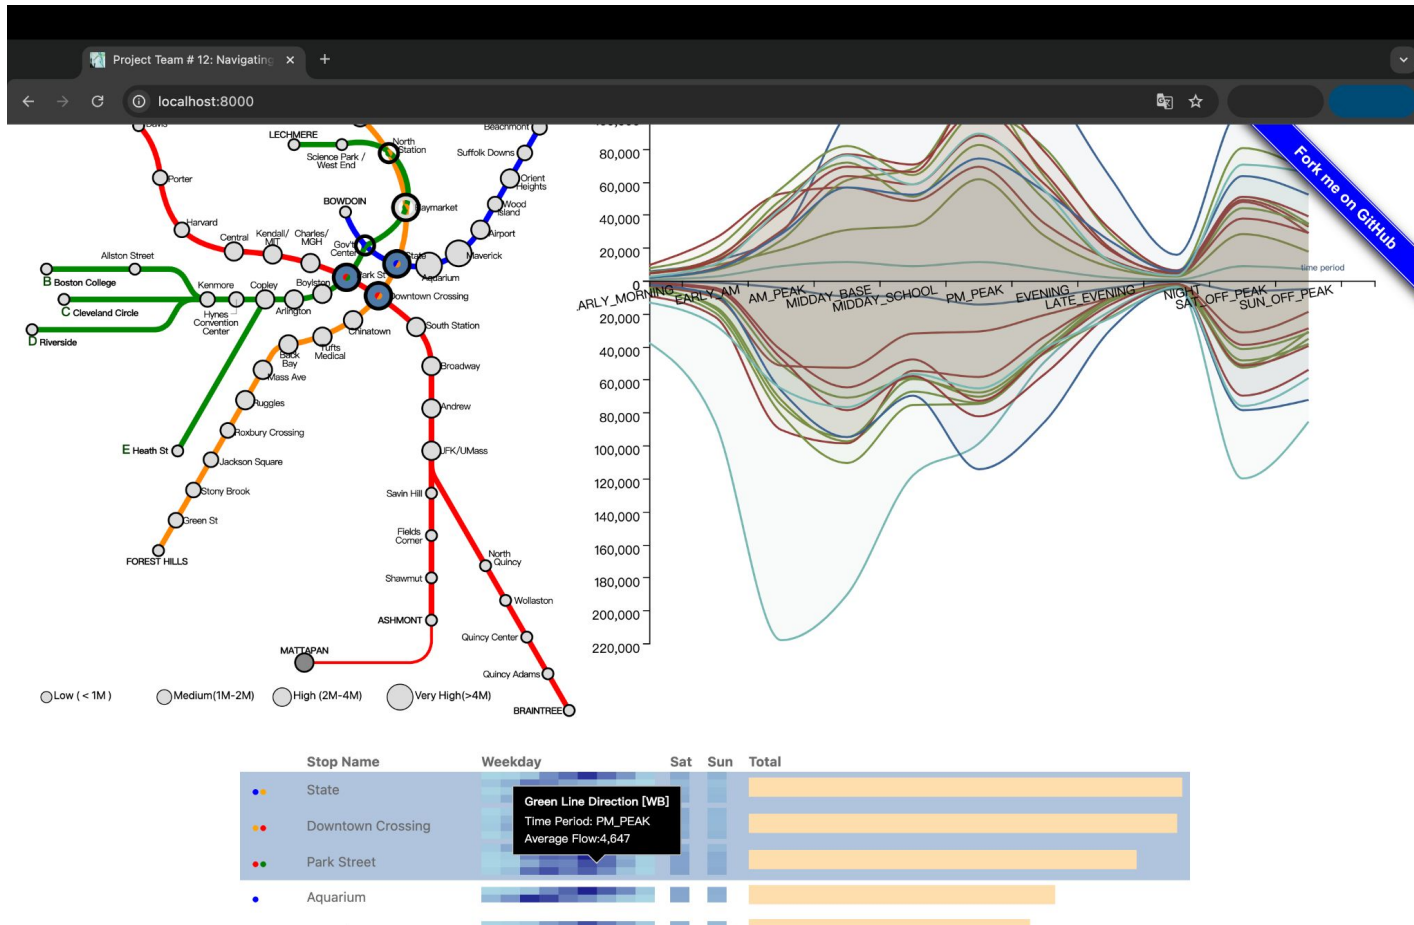 Project Team # 12: Navigating
localhost:8000
Davis
LECHMERE
Science Park /
West End
North
Station
Beachmont
Suffolk Downs
Orient
Heights
Wood
Island
Airport
Maverick
Aquarium
Porter
Harvard
Central
Kendall/
MIT
Charles/
MGH
BOWDOIN
Haymarket
Gov't
Center
State
Park St
Downtown Crossing
Boylston
Arlington
Copley
Hynes
Convention
Center
Kenmore
Allston Street
B Boston College
C Cleveland Circle
D Riverside
E Heath St
Chinatown
Tufts
Medical
Back
Bay
Mass Ave
Ruggles
Roxbury Crossing
Jackson Square
Stony Brook
Green St
FOREST HILLS
South Station
Broadway
Andrew
JFK/UMass
Savin Hill
Fields
Corner
Shawmut
ASHMONT
MATTAPAN
North
Quincy
Wollaston
Quincy Center
Quincy Adams
BRAINTREE
Low ( < 1M )
Medium(1M-2M)
High (2M-4M)
Very High(>4M)
100,000
80,000
60,000
40,000
20,000
0
20,000
40,000
60,000
80,000
100,000
120,000
140,000
160,000
180,000
200,000
220,000
ARLY_MORNING
EARLY_AM
AM_PEAK
MIDDAY_BASE
MIDDAY_SCHOOL
PM_PEAK
EVENING
LATE_EVENING
NIGHT
SAT_OFF_PEAK
SUN_OFF_PEAK
time period
Fork me on GitHub
Stop Name Weekday Sat Sun Total
State
Downtown Crossing
Park Street
Aquarium
Green Line Direction [WB]
Time Period: PM_PEAK
Average Flow:4,647